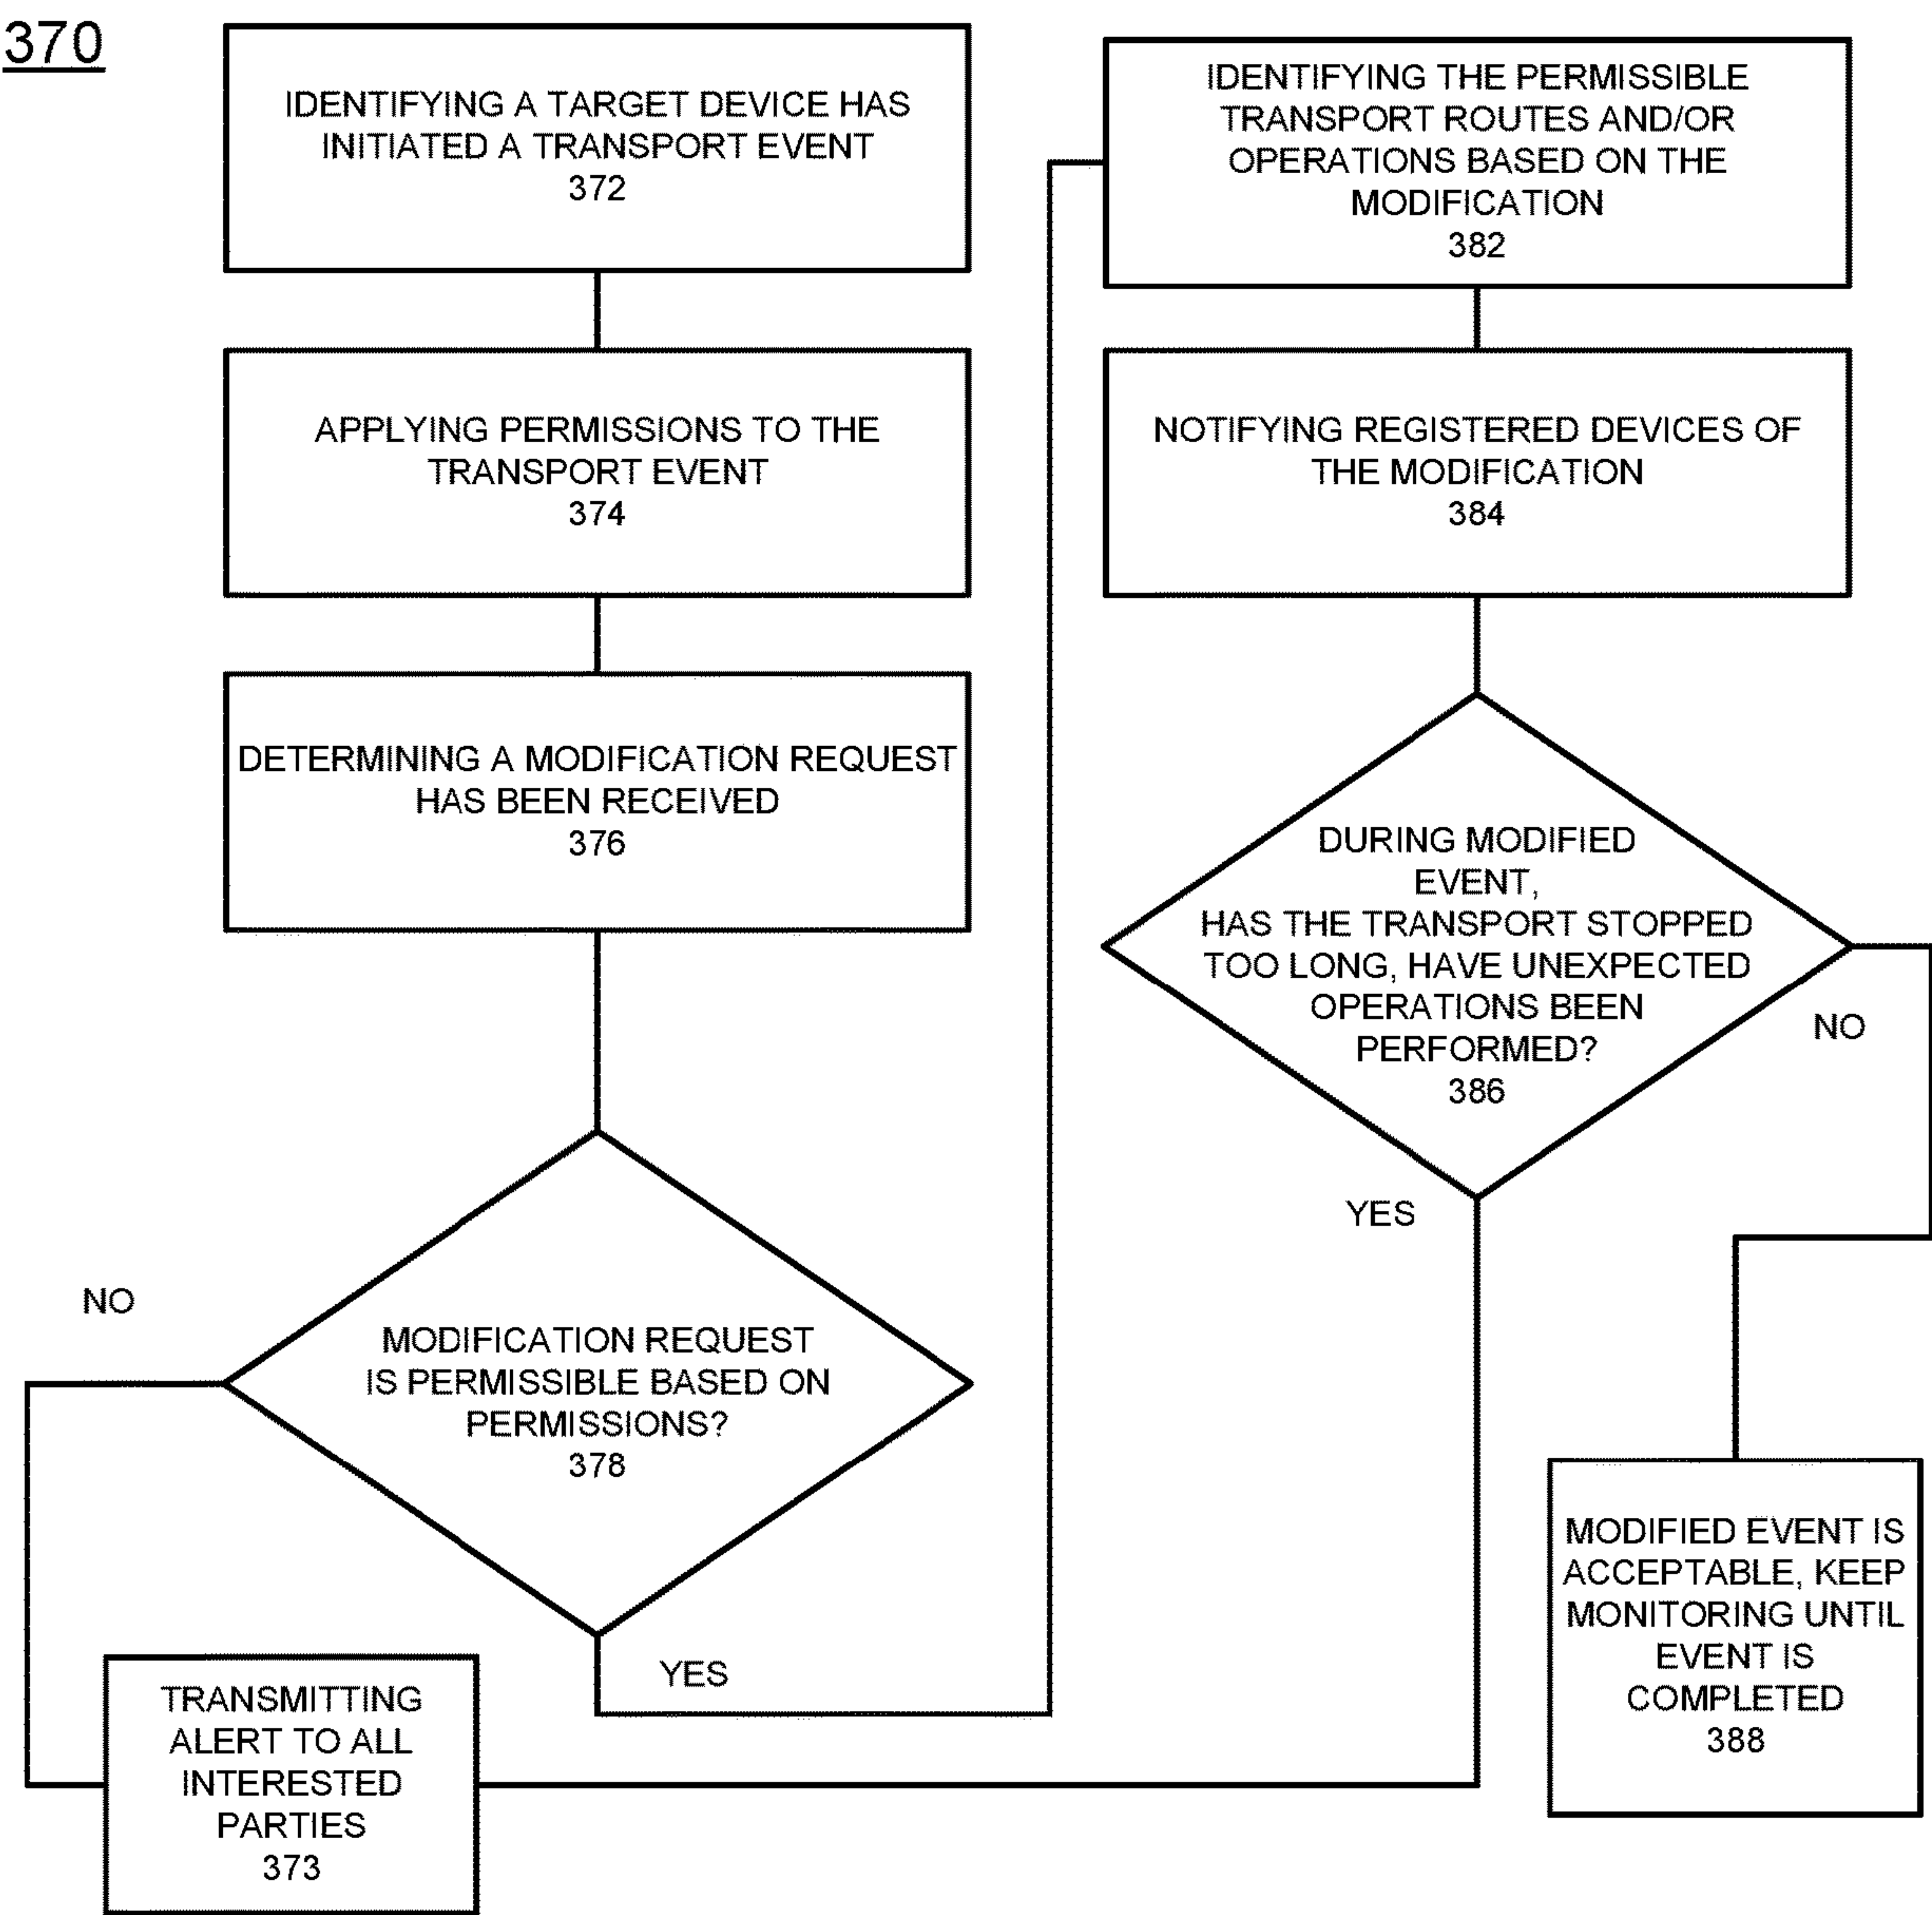 370
IDENTIFYING A TARGET DEVICE HAS
INITIATED A TRANSPORT EVENT
372
APPLYING PERMISSIONS TO THE
TRANSPORT EVENT
374
DETERMINING A MODIFICATION REQUEST
HAS BEEN RECEIVED
376
NO
MODIFICATION REQUEST
IS PERMISSIBLE BASED ON
PERMISSIONS?
378
YES
TRANSMITTING
ALERT TO ALL
INTERESTED
PARTIES
373
IDENTIFYING THE PERMISSIBLE
TRANSPORT ROUTES AND/OR
OPERATIONS BASED ON THE
MODIFICATION
382
NOTIFYING REGISTERED DEVICES OF
THE MODIFICATION
384
DURING MODIFIED
EVENT,
HAS THE TRANSPORT STOPPED
TOO LONG, HAVE UNEXPECTED
OPERATIONS BEEN
PERFORMED?
386
NO
YES
MODIFIED EVENT IS
ACCEPTABLE, KEEP
MONITORING UNTIL
EVENT IS
COMPLETED
388